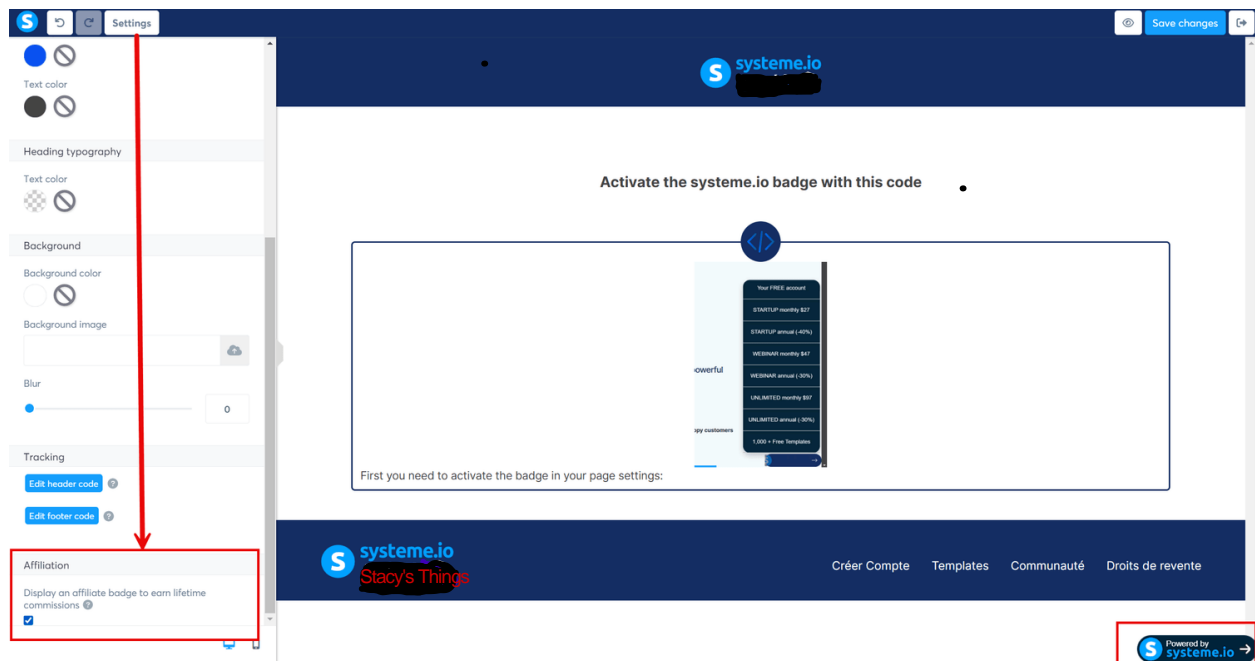 S Settings Save changes
Text color
Heading typography
Text color
Background
Background color
Background image
Blur
0
Tracking
Edit header code ?
Edit footer code ?
Affiliation
Display an affiliate badge to earn lifetime
commissions ?
S systeme.io
Activate the systeme.io badge with this code
</>
Your FREE account
STARTUP monthly $27
STARTUP annual (-40%)
WEBINAR monthly $47
owerful
WEBINAR annual (-30%)
UNLIMITED monthly $97
UNLIMITED annual (-30%)
ppy customers
1,000 + Free Templates
First you need to activate the badge in your page settings:
S systeme.io
Stacy's Things
Créer Compte Templates Communauté Droits de revente
S Powered by
systeme.io